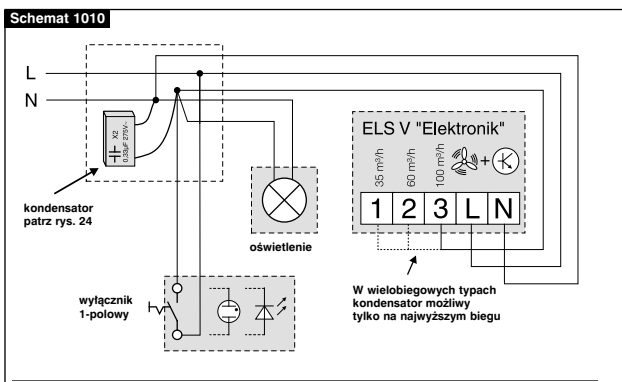 Schemat 1010
L
N
X2
0.33µF 275V~
kondensator
patrz rys. 24
oświetlenie
wyłącznik
1-polowy
ELS V "Elektronik"
35 m³/h
60 m³/h
100 m³/h
+
1 2 3 L N
W wielobiegowych typach
kondensator możliwy
tylko na najwyższym biegu